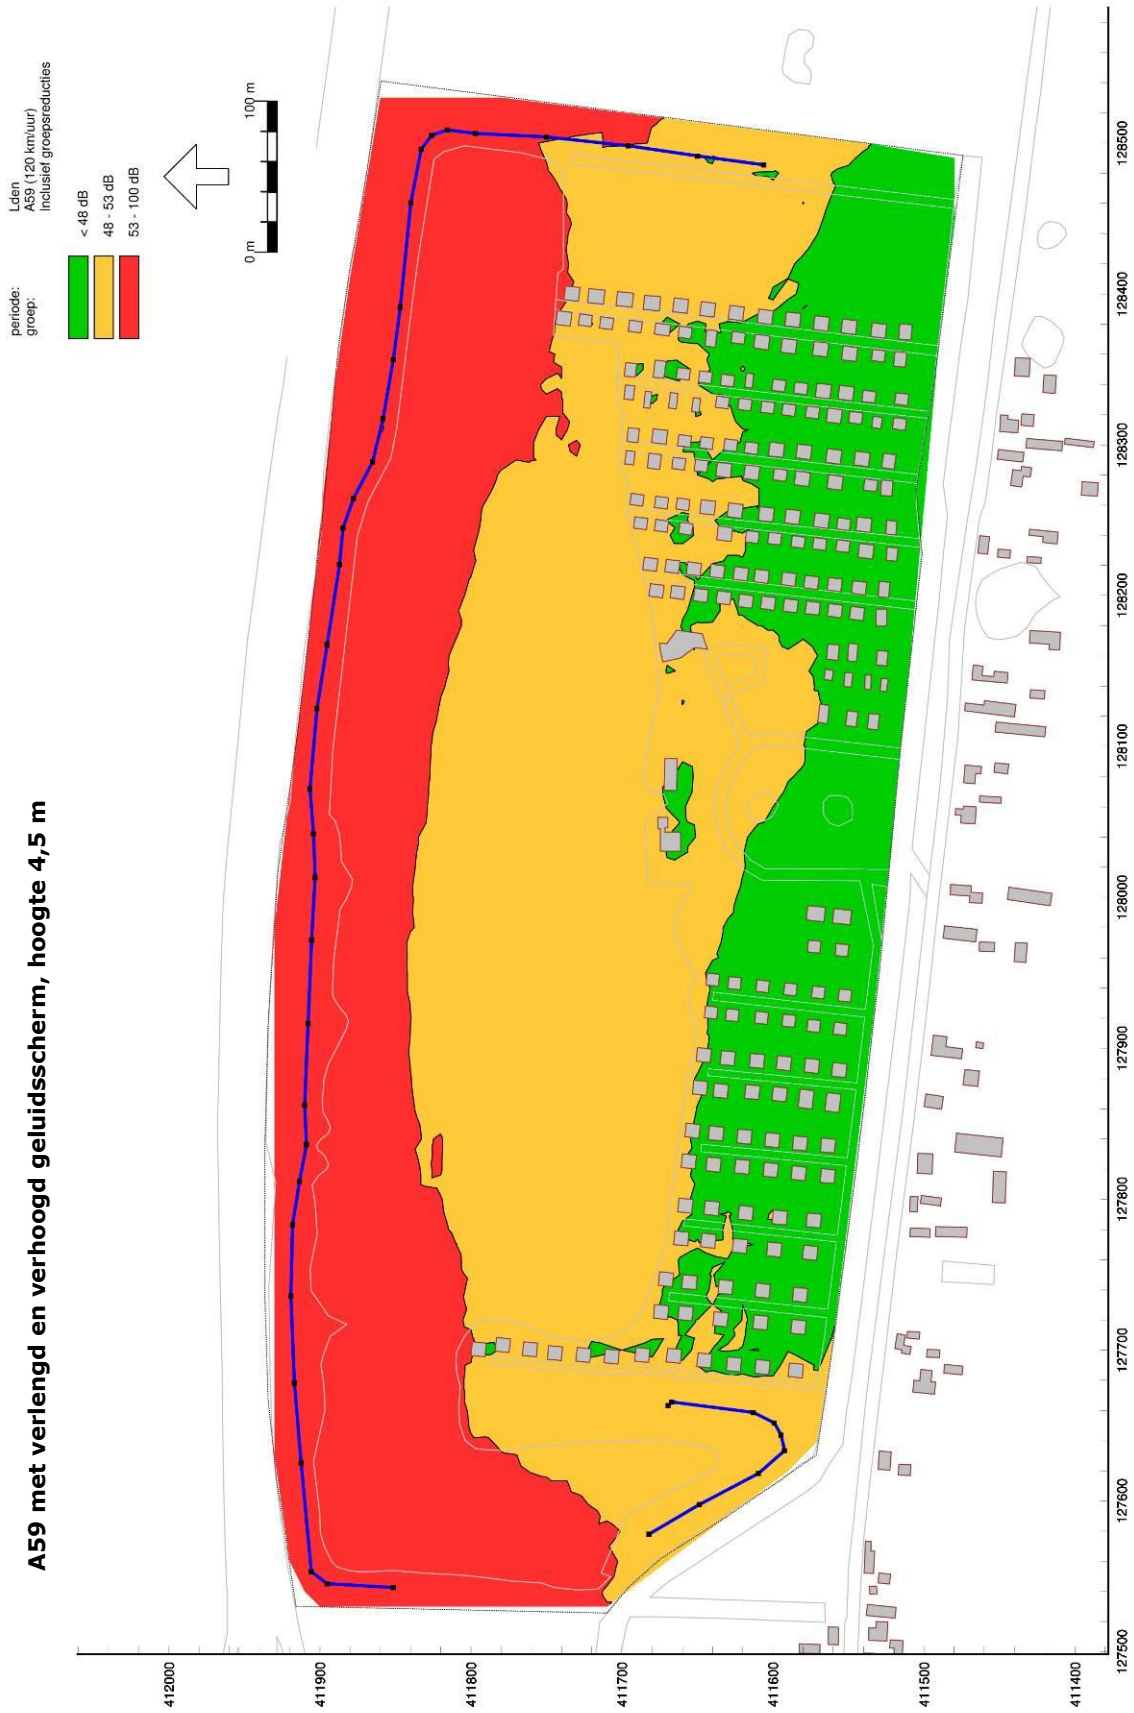 A59 met verlengd en verhoogd geluidsscherm, hoogte 4,5 m
periode: Lden
groep: A59 (120 km/uur)
Inclusief groepsreducties
< 48 dB
48 - 53 dB
53 - 100 dB
0 m 100 m
412000
411900
411800
411700
411600
411500
411400
127500 127600 127700 127800 127900 128000 128100 128200 128300 128400 128500